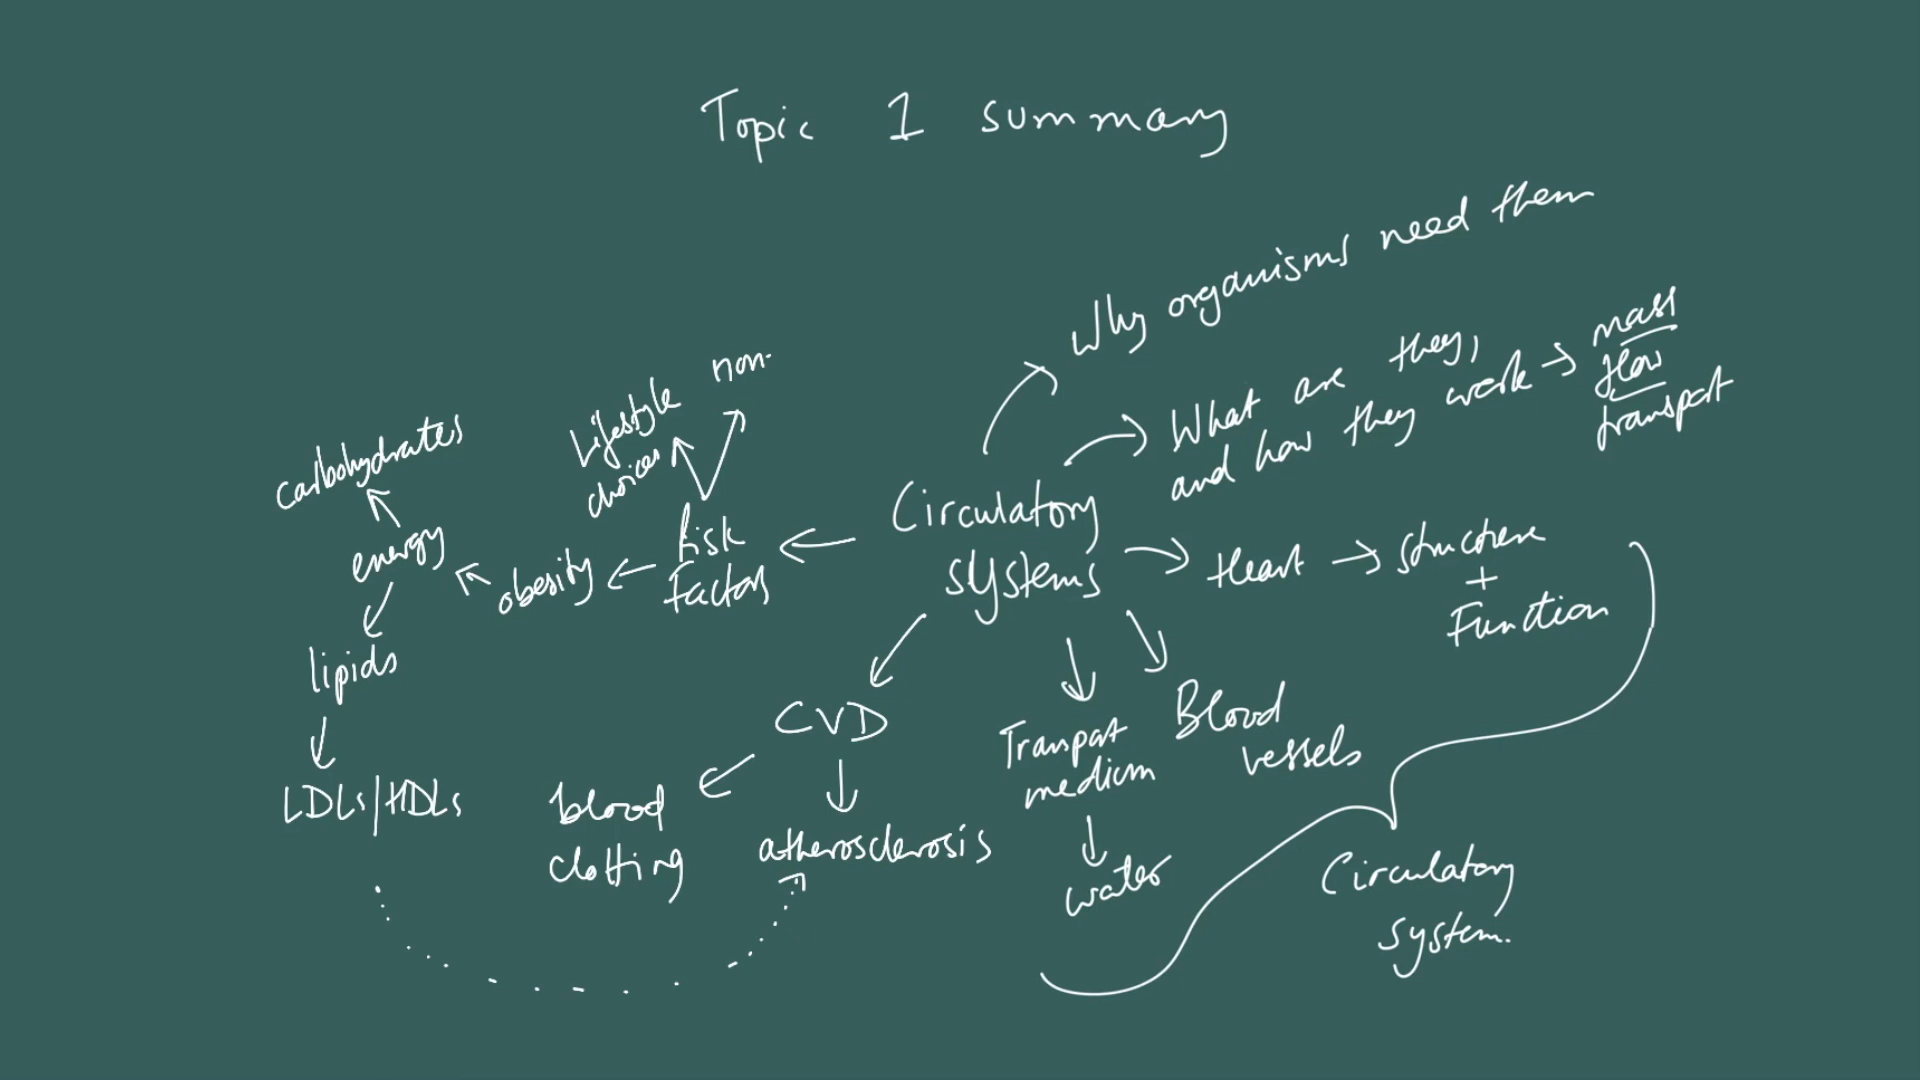 Topic 1 summary
Why organisms need them
What are they,
and how they work →
mass
flow
transport
Circulatory
systems
Heart → structure
+
Function
Blood
vessels
Transport
medium
water
Circulatory
system.
CVD
blood
clotting
atherosclerosis
Risk
Factors
Lifestyle
choices
non-
obesity
energy
carbohydrates
lipids
LDLs/HDLs